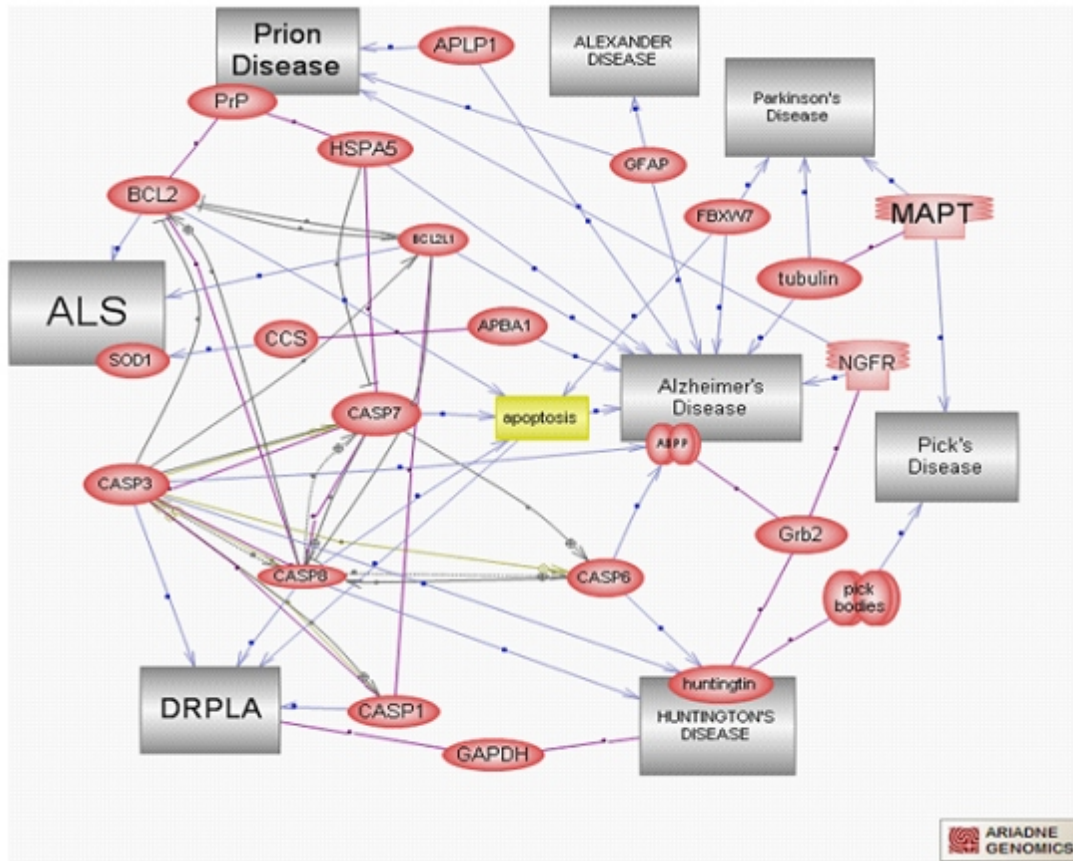 Prion
Disease
APLP1
ALEXANDER
DISEASE
Parkinson's
Disease
PrP
HSPA5
GFAP
BCL2
FBXW7
MAPT
BCL2L1
tubulin
ALS
CCS
APBA1
SOD1
NGFR
Alzheimer's
Disease
CASP7
apoptosis
ABPP
Pick's
Disease
CASP3
Grb2
CASP8
CASP6
pick
bodies
huntingtin
DRPLA
CASP1
HUNTINGTON'S
DISEASE
GAPDH
ARIADNE
GENOMICS